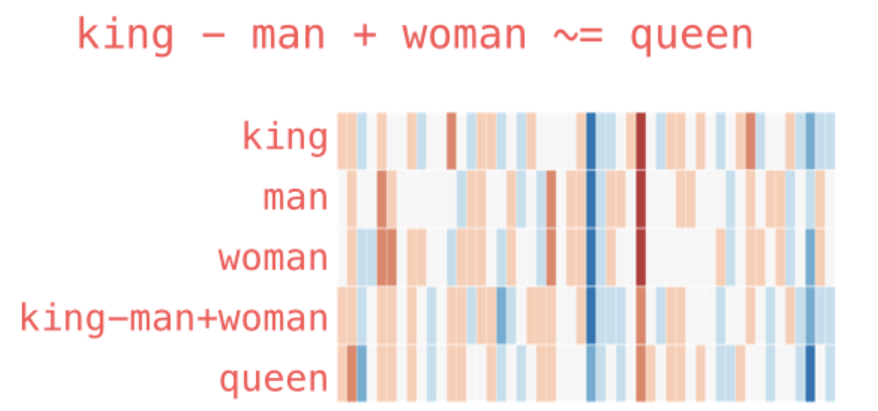 king − man + woman ~= queen
king
man
woman
king−man+woman
queen